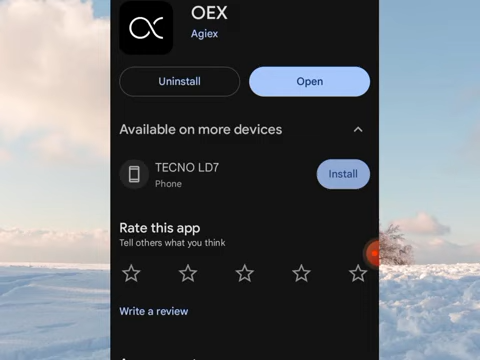 OEX
Agiex
Uninstall
Open
Available on more devices
TECNO LD7
Phone
Install
Rate this app
Tell others what you think
Write a review